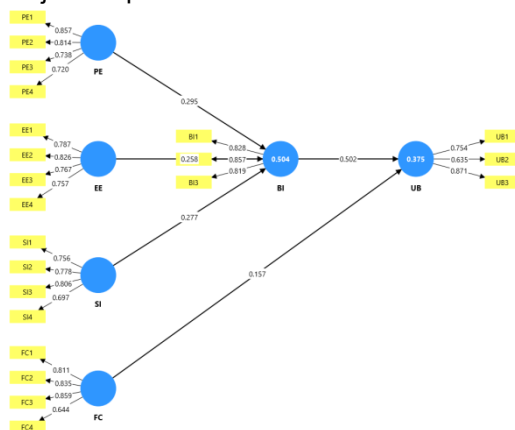 PE1
0.857
PE2
0.814
PE3
0.738
PE4
0.720
PE
0.295
EE1
0.787
EE2
0.826
EE3
0.767
EE4
0.757
EE
BI1
0.828
0.258
0.857
BI3
0.819
0.504
BI
0.502
0.375
UB
0.754
UB1
0.635
UB2
0.871
UB3
0.277
SI1
0.756
SI2
0.778
SI3
0.806
SI4
0.697
SI
0.157
FC1
0.811
FC2
0.835
FC3
0.859
FC4
0.644
FC